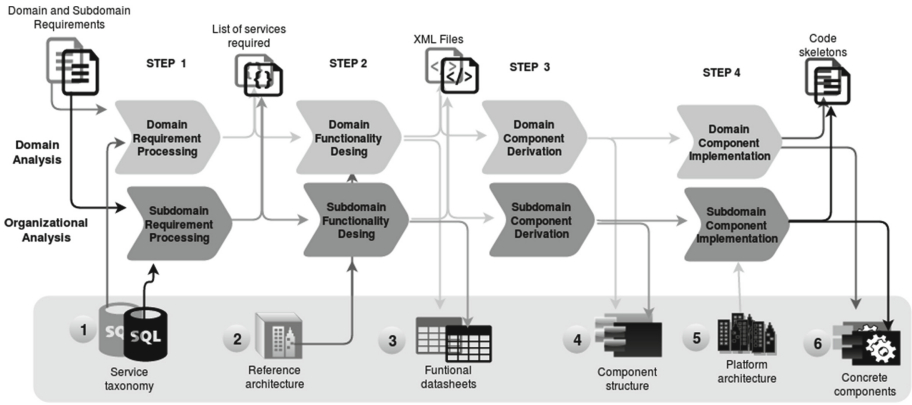 Domain and Subdomain
Requirements
List of services
required
XML Files
Code
skeletons
STEP 1
STEP 2
STEP 3
STEP 4
Domain
Analysis
Domain
Requirement
Processing
Domain
Functionality
Desing
Domain
Component
Derivation
Domain
Component
Implementation
Organizational
Analysis
Subdomain
Requirement
Processing
Subdomain
Functionality
Desing
Subdomain
Component
Derivation
Subdomain
Component
Implementation
1
SQ
SQL
Service
taxonomy
2
Reference
architecture
3
Funtional
datasheets
4
Component
structure
5
Platform
architecture
6
Concrete
components